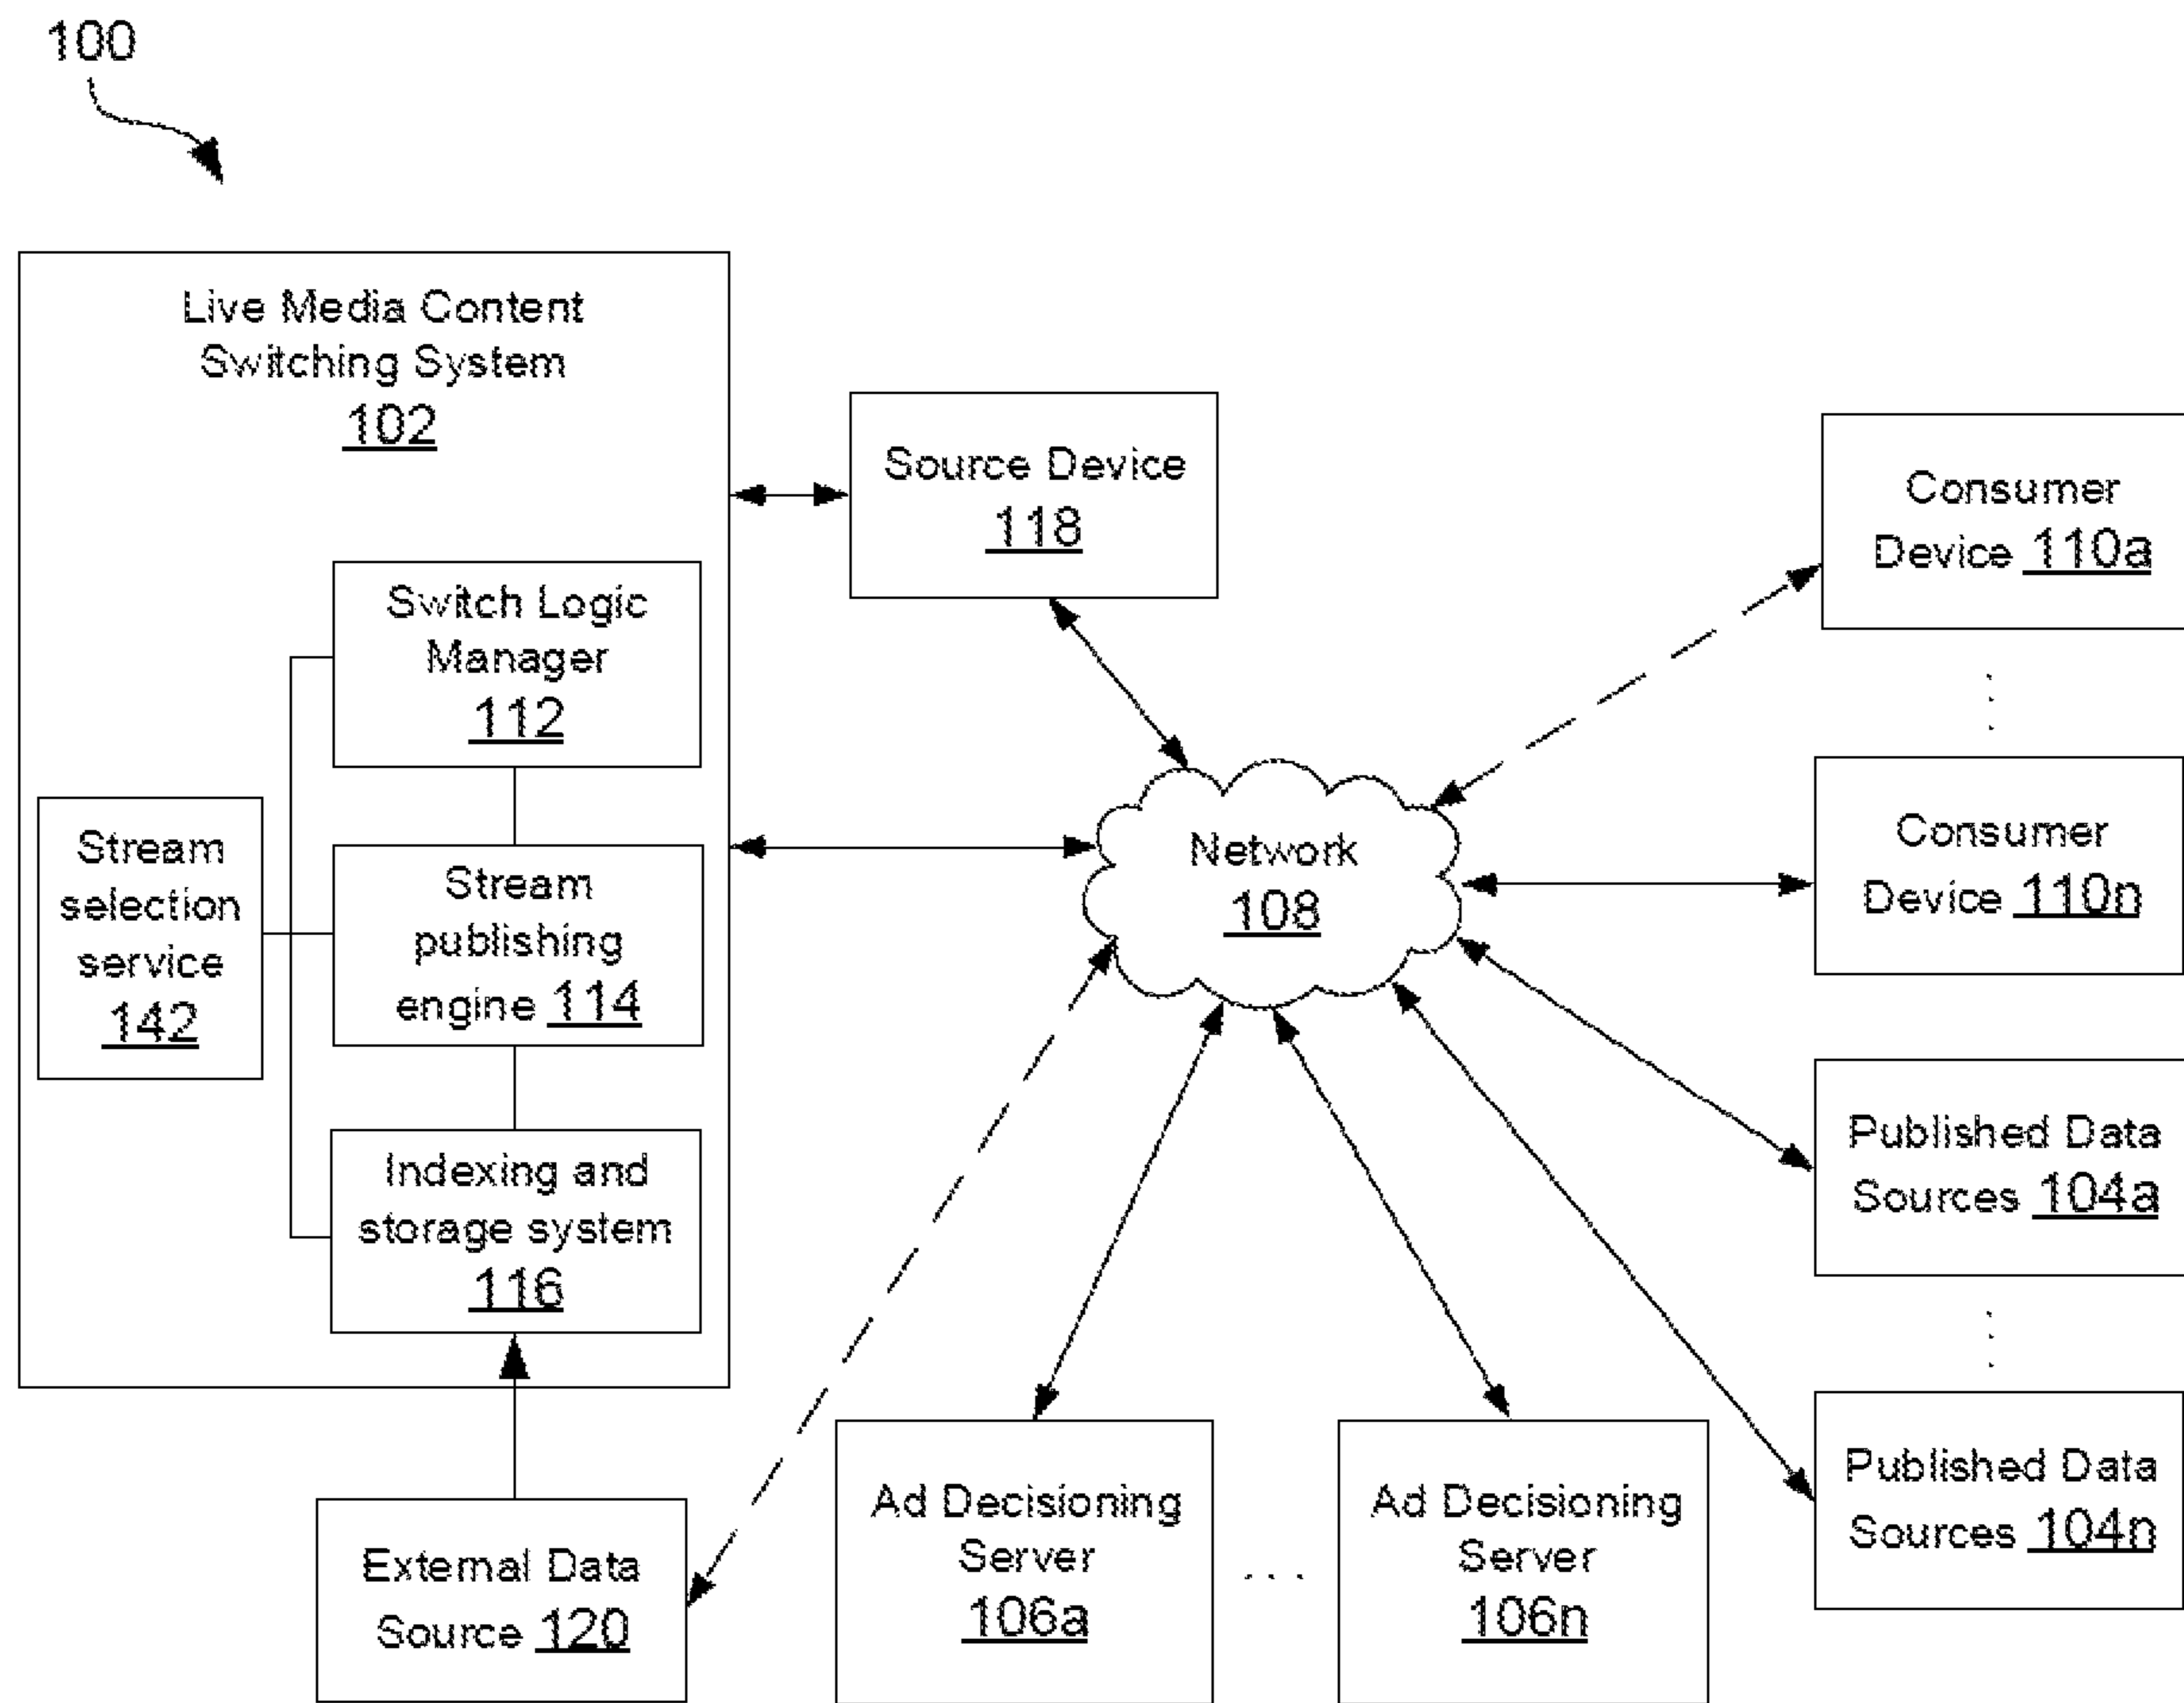 100
Live Media Content
Switching System
102
Switch Logic
Manager
112
Stream
selection
service
142
Stream
publishing
engine 114
Indexing and
storage system
116
External Data
Source 120
Source Device
118
Network
108
Ad Decisioning
Server
106a
. . .
Ad Decisioning
Server
106n
Consumer
Device 110a
Consumer
Device 110n
Published Data
Sources 104a
Published Data
Sources 104n